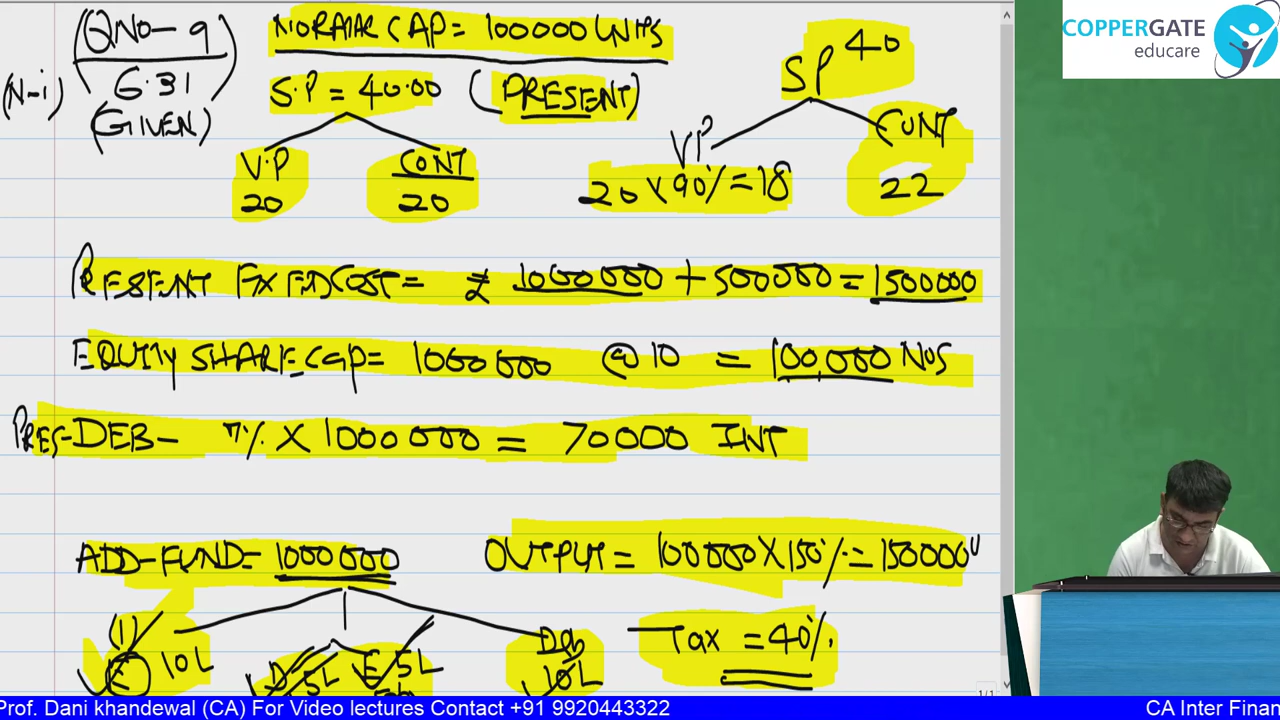 COPPERGATE
educare
QNO-9
6.31
(N-i)
(GIVEN)
NORMAL CAP = 100000 UNITS
S.P = 40.00 (PRESENT)
V.P CONT
20 20
SP 40
VP CONT
20 x 90% = 18 22
PRESENT FIXED COST = ₹ 1000000 + 500000 = 1500000
EQUITY SHARE CAP = 1000000 @ 10 = 100,000 NOS
PRES-DEB- 7% X 1000000 = 70000 INT
ADD-FUND = 1000000 OUTPUT = 100000 X 150% = 150000 U
(1)
E 10L D 5L E 5L Deb 10L
Tax = 40%
1/1
Prof. Dani khandewal (CA) For Video lectures Contact +91 9920443322
CA Inter Finan